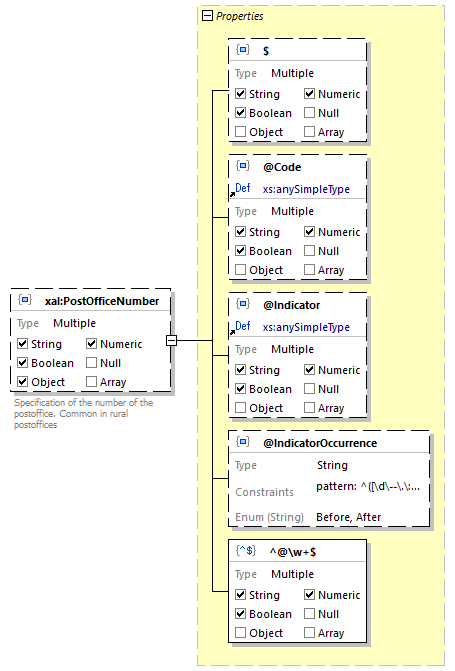 Properties
$
Type Multiple
String Numeric
Boolean Null
Object Array
@Code
Def xs:anySimpleType
Type Multiple
String Numeric
Boolean Null
Object Array
xal:PostOfficeNumber
Type Multiple
String Numeric
Boolean Null
Object Array
Specification of the number of the
postoffice. Common in rural
postoffices
@Indicator
Def xs:anySimpleType
Type Multiple
String Numeric
Boolean Null
Object Array
@IndicatorOccurrence
Type String
Constraints pattern: ^([\d\--\.\:...
Enum (String) Before, After
{^$} ^@\w+$
Type Multiple
String Numeric
Boolean Null
Object Array